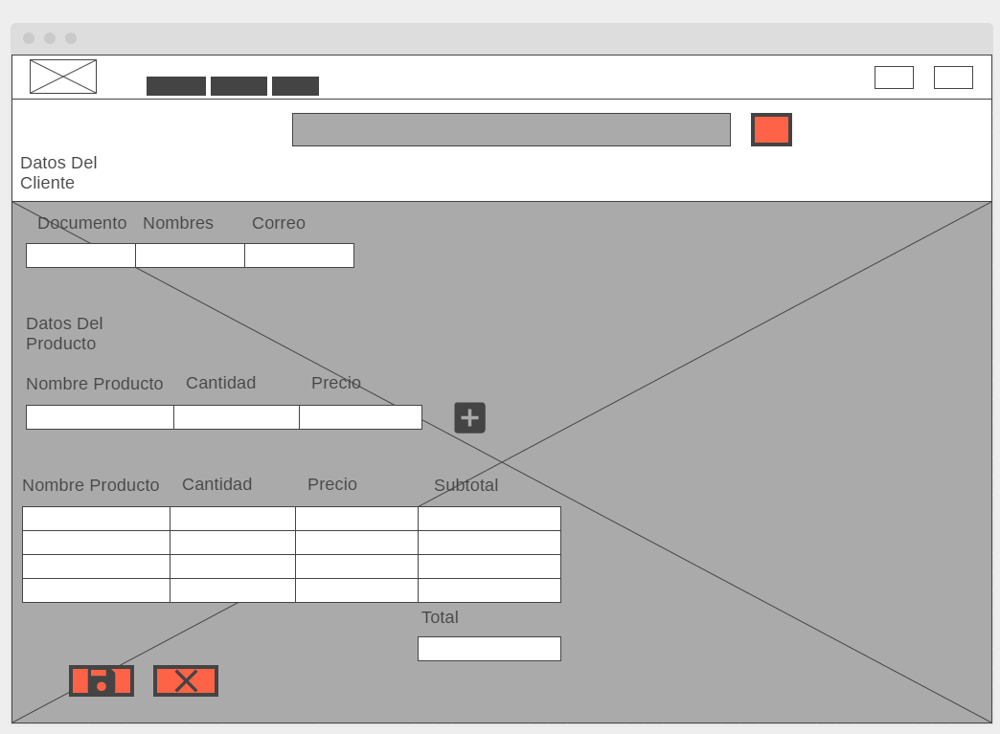 Datos Del
Cliente
Documento Nombres Correo
Datos Del
Producto
Nombre Producto Cantidad Precio
Nombre Producto Cantidad Precio Subtotal
Total